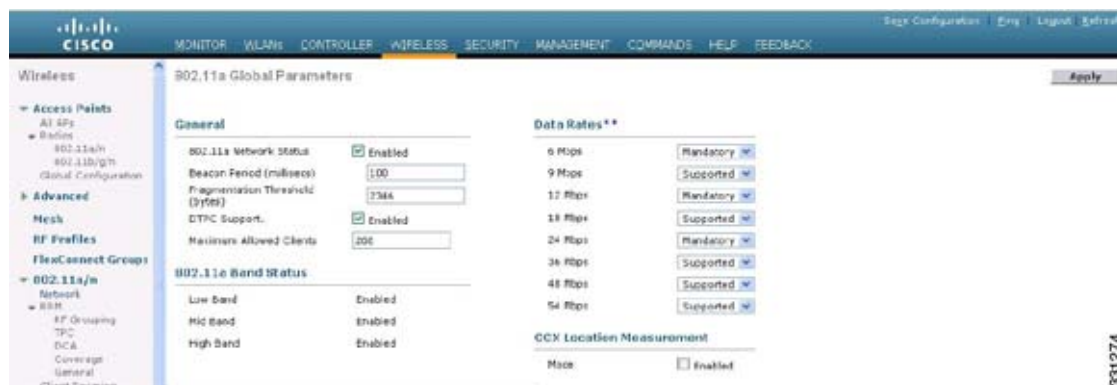 Save Configuration | Ping | Logout | Refresh
CISCO
MONITOR WLANs CONTROLLER WIRELESS SECURITY MANAGEMENT COMMANDS HELP FEEDBACK
Wireless
802.11a Global Parameters
Apply
Access Points
All APs
Radios
802.11a/n
802.11b/g/n
Global Configuration
Advanced
Mesh
RF Profiles
FlexConnect Groups
802.11a/n
Network
RRM
RF Grouping
TPC
DCA
Coverage
General
Client Roaming
General
802.11a Network Status Enabled
Beacon Period (millisecs) 100
Fragmentation Threshold (bytes) 2346
DTPC Support. Enabled
Maximum Allowed Clients 200
802.11a Band Status
Low Band Enabled
Mid Band Enabled
High Band Enabled
Data Rates**
6 Mbps Mandatory
9 Mbps Supported
12 Mbps Mandatory
18 Mbps Supported
24 Mbps Mandatory
36 Mbps Supported
48 Mbps Supported
54 Mbps Supported
CCX Location Measurement
Mode Enabled
331274